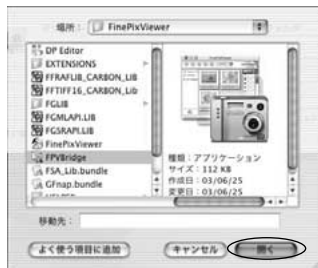 場所： FinePixViewer
DP Editor
EXTENSIONS
FFRAFLIB_CARBON_LIB
FFTIFF16_CARBON_Lib
FGLIB
FGMLAPI.LIB
FGSRAPI.LIB
FinePixViewer
FPVBridge
FSA_Lib.bundle
GFnap.bundle
種類：アプリケーション
サイズ：112 KB
作成日：03/06/25
変更日：03/06/25
移動先：
よく使う項目に追加
キャンセル
開く